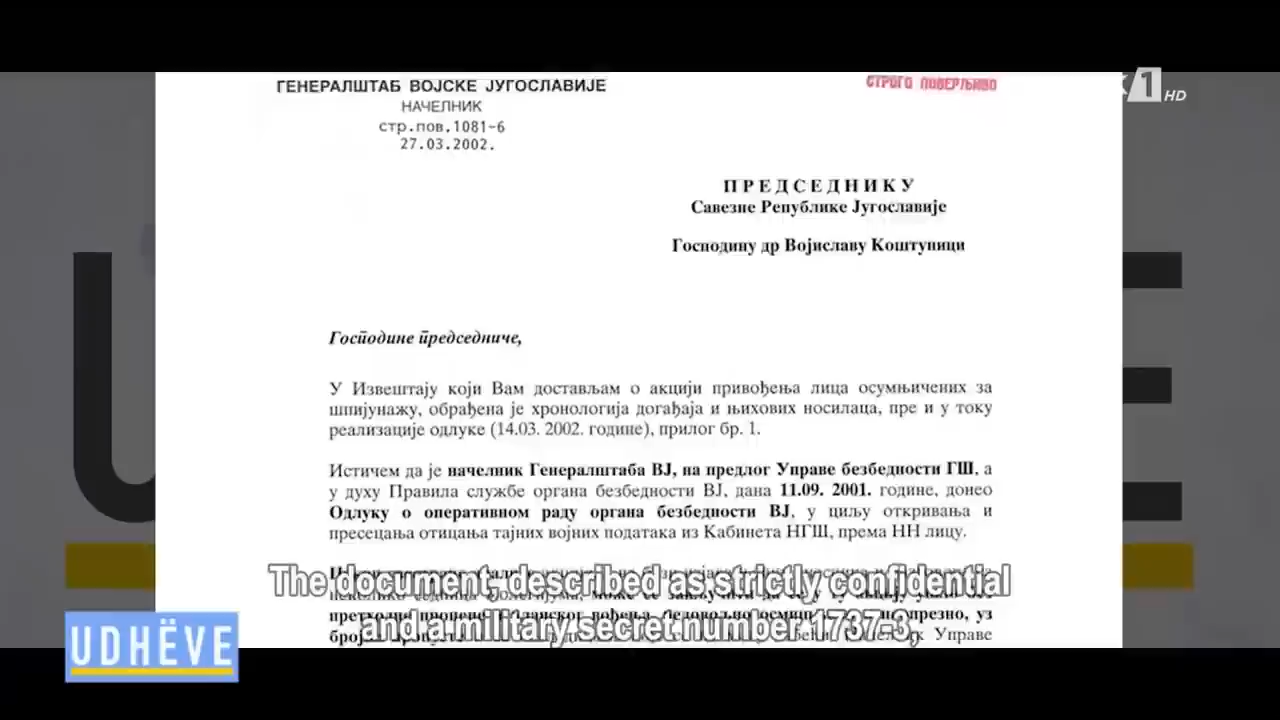 ГЕНЕРАЛШТАБ ВОЈСКЕ ЈУГОСЛАВИЈЕ
НАЧЕЛНИК
стр.пов.1081-6
27.03.2002.
СТРОГО ПОВЕРЉИВО
1 HD
ПРЕДСЕДНИКУ
Савезне Републике Југославије
Господину др Војиславу Коштуници
Господине председниче,
У Извештају који Вам достављам о акцији привођења лица осумњичених за
шпијунажу, обрађена је хронологија догађаја и њихових носилаца, пре и у току
реализације одлуке (14.03. 2002. године), прилог бр. 1.
Истичем да је начелник Генералштаба ВЈ, на предлог Управе безбедности ГШ, а
у духу Правила службе органа безбедности ВЈ, дана 11.09. 2001. године, донео
Одлуку о оперативном раду органа безбедности ВЈ, у циљу откривања и
пресецања отицања тајних војних података из Кабинета НГШ, према НН лицу.
The document, described as strictly confidential
and a military secret number 1737-3,
претходне
опрезно, уз
Управе
UDHËVE